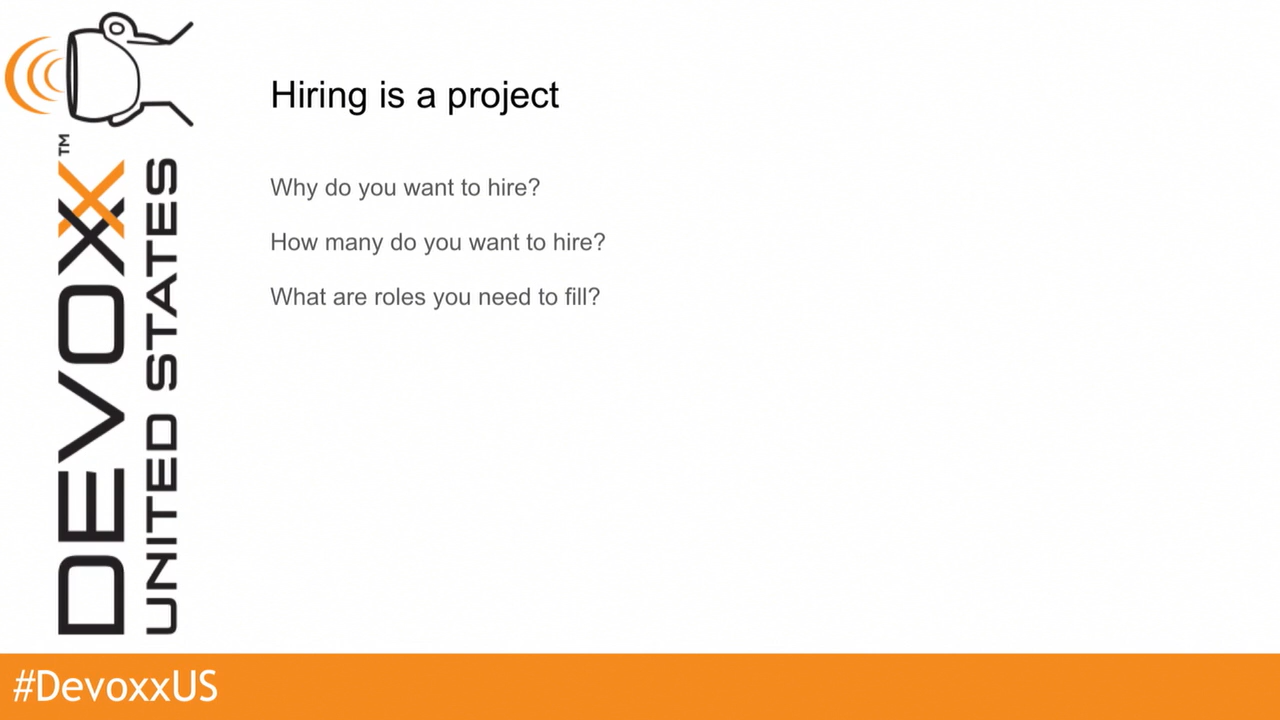 DEVOXX™
UNITED STATES
Hiring is a project
Why do you want to hire?
How many do you want to hire?
What are roles you need to fill?
#DevoxxUS